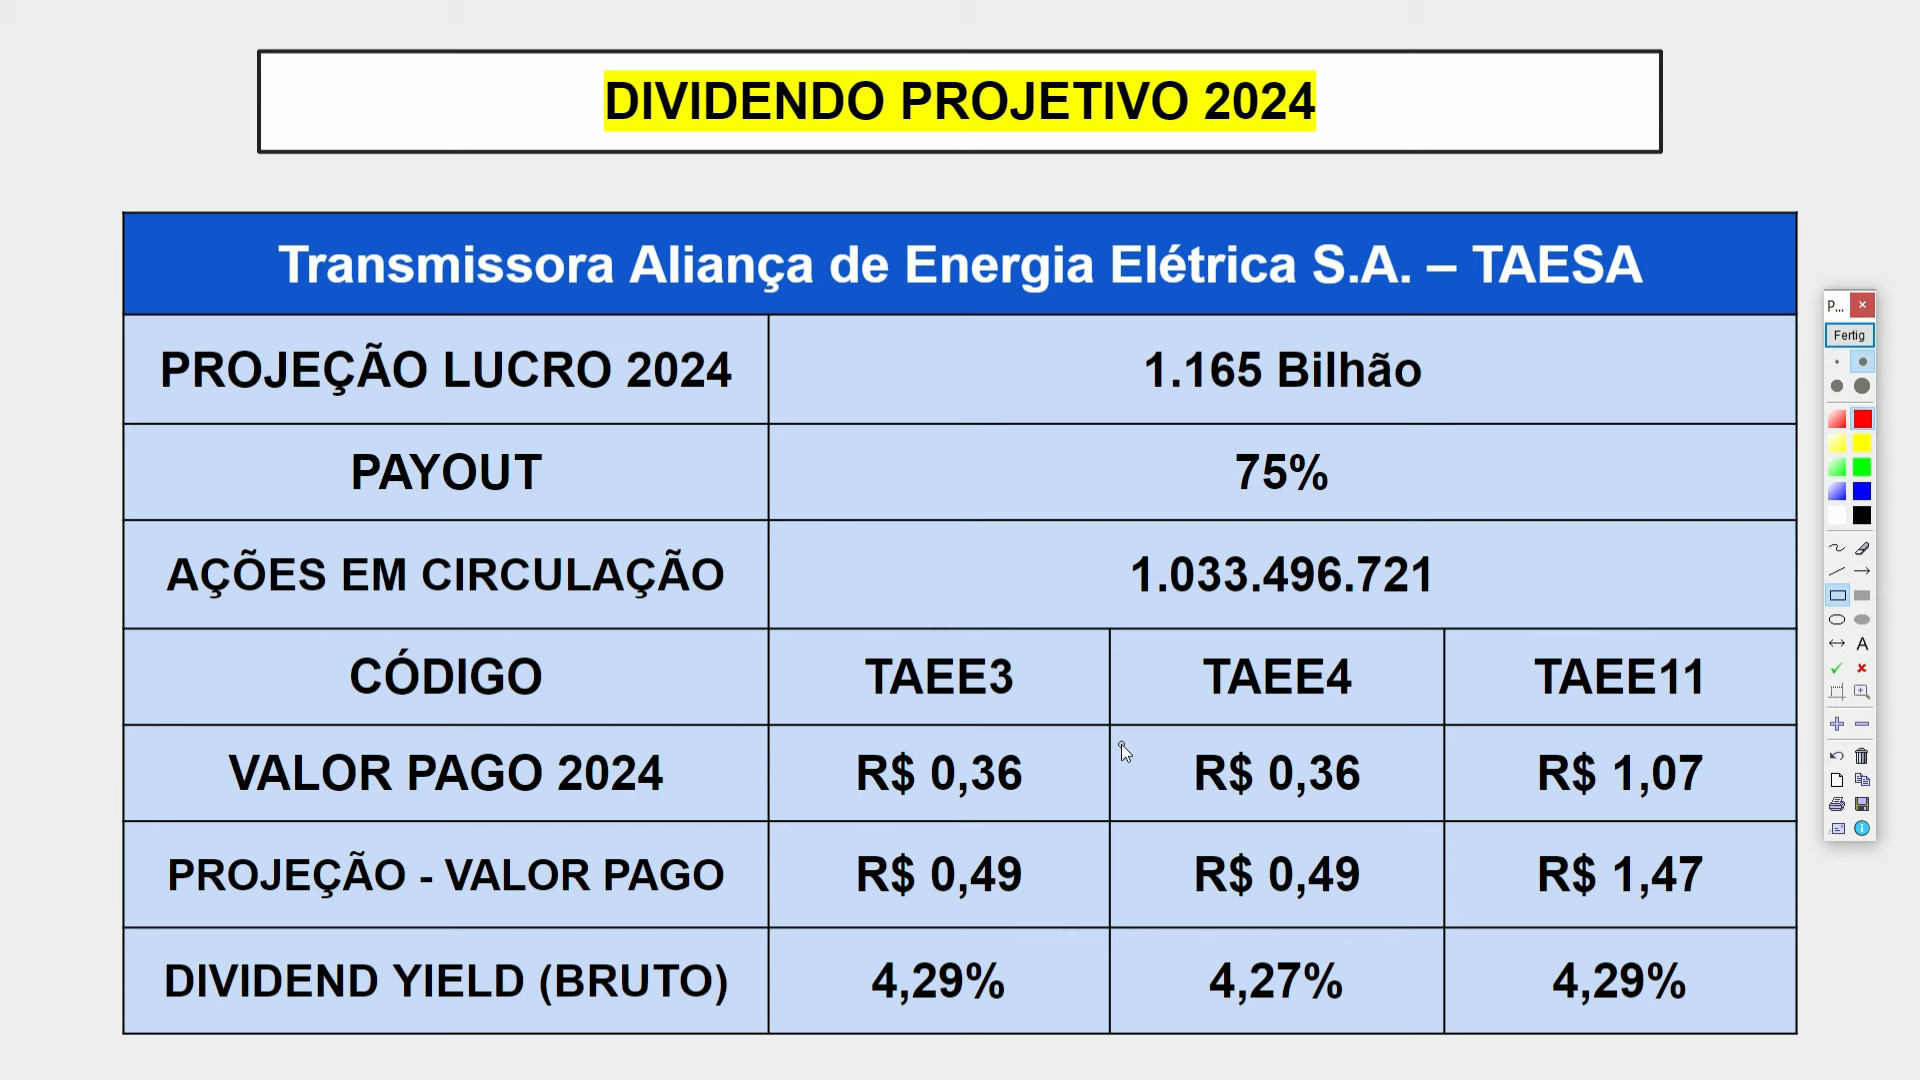 DIVIDENDO PROJETIVO 2024
Transmissora Aliança de Energia Elétrica S.A. – TAESA
PROJEÇÃO LUCRO 2024 1.165 Bilhão
PAYOUT 75%
AÇÕES EM CIRCULAÇÃO 1.033.496.721
CÓDIGO TAEE3 TAEE4 TAEE11
VALOR PAGO 2024 R$ 0,36 R$ 0,36 R$ 1,07
PROJEÇÃO - VALOR PAGO R$ 0,49 R$ 0,49 R$ 1,47
DIVIDEND YIELD (BRUTO) 4,29% 4,27% 4,29%
P...
Fertig
A